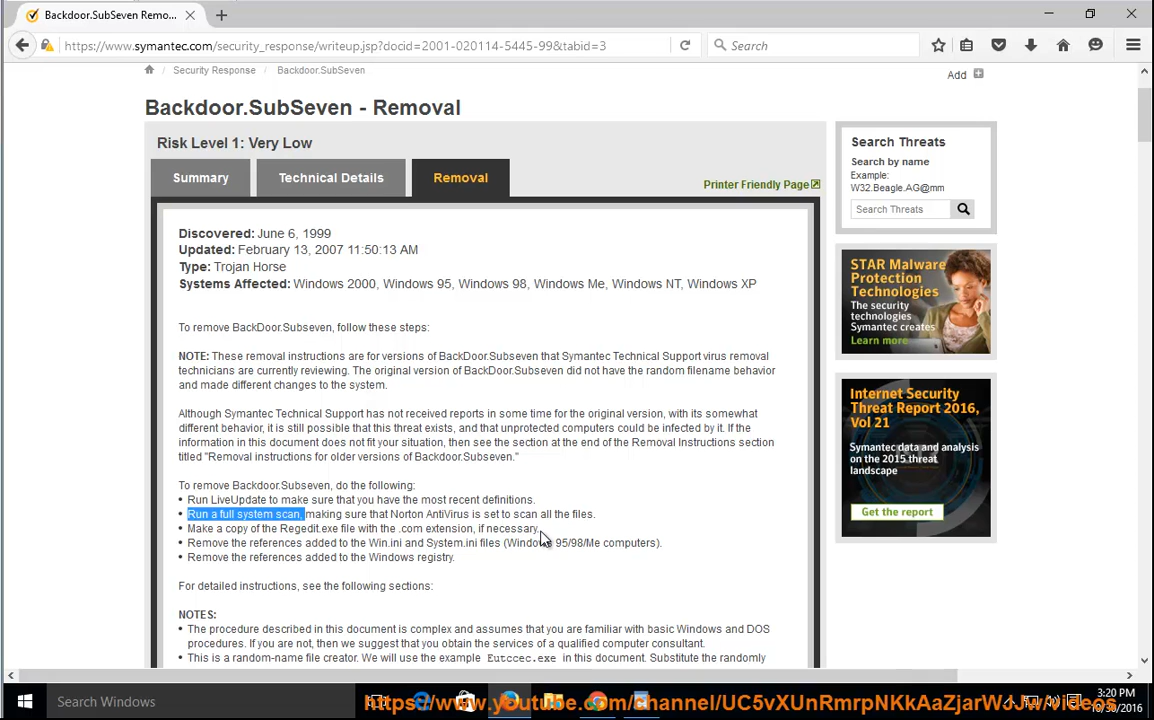 Backdoor.SubSeven Remo...
https://www.symantec.com/security_response/writeup.jsp?docid=2001-020114-5445-99&tabid=3
Search
Security Response / Backdoor.SubSeven
Add
Backdoor.SubSeven - Removal
Risk Level 1: Very Low
Summary
Technical Details
Removal
Printer Friendly Page
Discovered: June 6, 1999
Updated: February 13, 2007 11:50:13 AM
Type: Trojan Horse
Systems Affected: Windows 2000, Windows 95, Windows 98, Windows Me, Windows NT, Windows XP
To remove BackDoor.Subseven, follow these steps:
NOTE: These removal instructions are for versions of BackDoor.Subseven that Symantec Technical Support virus removal
technicians are currently reviewing. The original version of BackDoor.Subseven did not have the random filename behavior
and made different changes to the system.
Although Symantec Technical Support has not received reports in some time for the original version, with its somewhat
different behavior, it is still possible that this threat exists, and that unprotected computers could be infected by it. If the
information in this document does not fit your situation, then see the section at the end of the Removal Instructions section
titled "Removal instructions for older versions of Backdoor.Subseven."
To remove Backdoor.Subseven, do the following:
• Run LiveUpdate to make sure that you have the most recent definitions.
• Run a full system scan, making sure that Norton AntiVirus is set to scan all the files.
• Make a copy of the Regedit.exe file with the .com extension, if necessary.
• Remove the references added to the Win.ini and System.ini files (Windows 95/98/Me computers).
• Remove the references added to the Windows registry.
For detailed instructions, see the following sections:
NOTES:
• The procedure described in this document is complex and assumes that you are familiar with basic Windows and DOS
procedures. If you are not, then we suggest that you obtain the services of a qualified computer consultant.
• This is a random-name file creator. We will use the example Eutccec.exe in this document. Substitute the randomly
Search Threats
Search by name
Example:
W32.Beagle.AG@mm
Search Threats
STAR Malware
Protection
Technologies
The security
technologies
Symantec creates
Learn more
Internet Security
Threat Report 2016,
Vol 21
Symantec data and analysis
on the 2015 threat
landscape
Get the report
Search Windows
https://www.youtube.com/channel/UC5vXUnRmrpNKkAaZjarW4Uw/videos
3:20 PM
10/30/2016